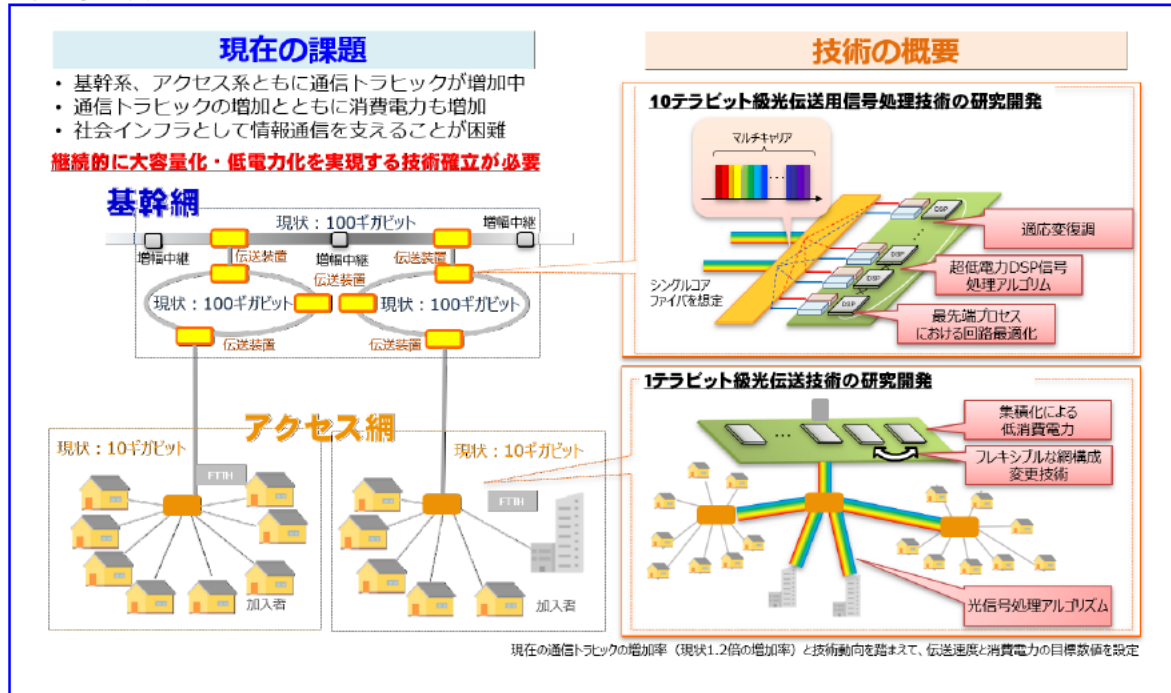 現在の課題
・ 基幹系、アクセス系ともに通信トラヒックが増加中
・ 通信トラヒックの増加とともに消費電力も増加
・ 社会インフラとして情報通信を支えることが困難
継続的に大容量化・低電力化を実現する技術確立が必要
基幹網
現状：100ギガビット
増幅中継
増幅中継
伝送装置
増幅中継
伝送装置
伝送装置
伝送装置
現状：100ギガビット
現状：100ギガビット
伝送装置
伝送装置
アクセス網
現状：10ギガビット
FTTH
加入者
現状：10ギガビット
FTTH
加入者
技術の概要
10テラビット級光伝送用信号処理技術の研究開発
マルチキャリア
DSP
DSP
DSP
DSP
シングルコア
ファイバを想定
適応変復調
超低電力DSP信号
処理アルゴリム
最先端プロセス
における回路最適化
1テラビット級光伝送技術の研究開発
集積化による
低消費電力
フレキシブルな網構成
変更技術
光信号処理アルゴリズム
現在の通信トラヒックの増加率（現状1.2倍の増加率）と技術動向を踏まえて、伝送速度と消費電力の目標数値を設定